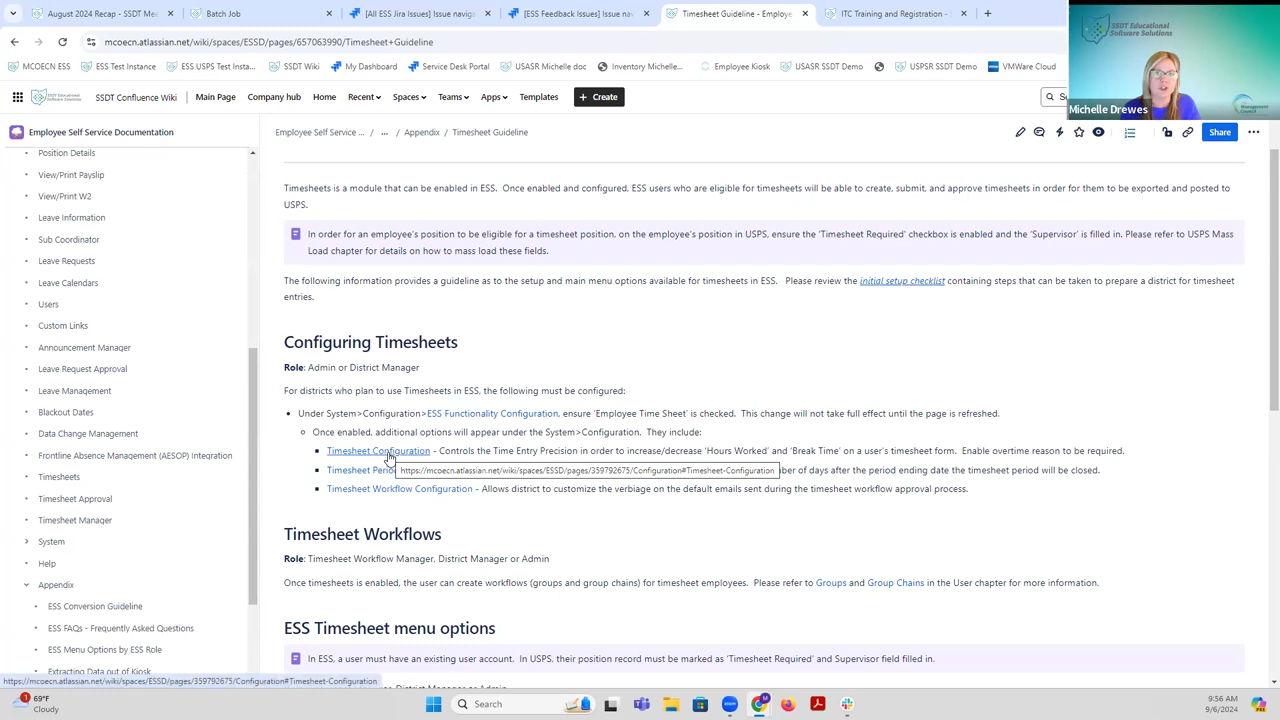 August 2024 Recap - SSDT Mee
Batch Job
[All ESS Jira Issues] Issue navig
[ESS Feedback Issues] Issue nav
Timesheet Guideline - Employe
ITC Training and Registration -
mcoecn.atlassian.net/wiki/spaces/ESSD/pages/657063990/Timesheet+Guideline
MCOECN ESS
ESS Test Instance
ESS USPS Test Insta...
SSDT Wiki
My Dashboard
Service Desk Portal
USASR Michelle doc
Inventory Michelle...
Employee Kiosk
USASR SSDT Demo
USPSR SSDT Demo
VMWare Cloud
SSDT Educational
Software Solutions
Management
Council
Michelle Drewes
SSDT Confluence Wiki
Main Page
Company hub
Home
Recent
Spaces
Teams
Apps
Templates
+ Create
Employee Self Service Documentation
Employee Self Service ... / ... Appendix / Timesheet Guideline
Share
Position Details
View/Print Payslip
View/Print W2
Leave Information
Sub Coordinator
Leave Requests
Leave Calendars
Users
Custom Links
Announcement Manager
Leave Request Approval
Leave Management
Blackout Dates
Data Change Management
Frontline Absence Management (AESOP) Integration
Timesheets
Timesheet Approval
Timesheet Manager
System
Help
Appendix
ESS Conversion Guideline
ESS FAQs - Frequently Asked Questions
ESS Menu Options by ESS Role
Extracting Data out of Kiosk
Timesheets is a module that can be enabled in ESS. Once enabled and configured, ESS users who are eligible for timesheets will be able to create, submit, and approve timesheets in order for them to be exported and posted to
USPS.
In order for an employee's position to be eligible for a timesheet position, on the employee's position in USPS, ensure the 'Timesheet Required' checkbox is enabled and the 'Supervisor' is filled in. Please refer to USPS Mass
Load chapter for details on how to mass load these fields.
The following information provides a guideline as to the setup and main menu options available for timesheets in ESS. Please review the initial setup checklist containing steps that can be taken to prepare a district for timesheet
entries.
Configuring Timesheets
Role: Admin or District Manager
For districts who plan to use Timesheets in ESS, the following must be configured:
Under System>Configuration>ESS Functionality Configuration, ensure 'Employee Time Sheet' is checked. This change will not take full effect until the page is refreshed.
Once enabled, additional options will appear under the System>Configuration. They include:
Timesheet Configuration - Controls the Time Entry Precision in order to increase/decrease 'Hours Worked' and 'Break Time' on a user's timesheet form. Enable overtime reason to be required.
Timesheet Perio
https://mcoecn.atlassian.net/wiki/spaces/ESSD/pages/359792675/Configuration#Timesheet-Configuration
ber of days after the period ending date the timesheet period will be closed.
Timesheet Workflow Configuration - Allows district to customize the verbiage on the default emails sent during the timesheet workflow approval process.
Timesheet Workflows
Role: Timesheet Workflow Manager, District Manager or Admin
Once timesheets is enabled, the user can create workflows (groups and group chains) for timesheet employees. Please refer to Groups and Group Chains in the User chapter for more information.
ESS Timesheet menu options
In ESS, a user must have an existing user account. In USPS, their position record must be marked as 'Timesheet Required' and Supervisor field filled in.
https://mcoecn.atlassian.net/wiki/spaces/ESSD/pages/359792675/Configuration#Timesheet-Configuration
1
69°F
Cloudy
Search
9:56 AM
9/6/2024